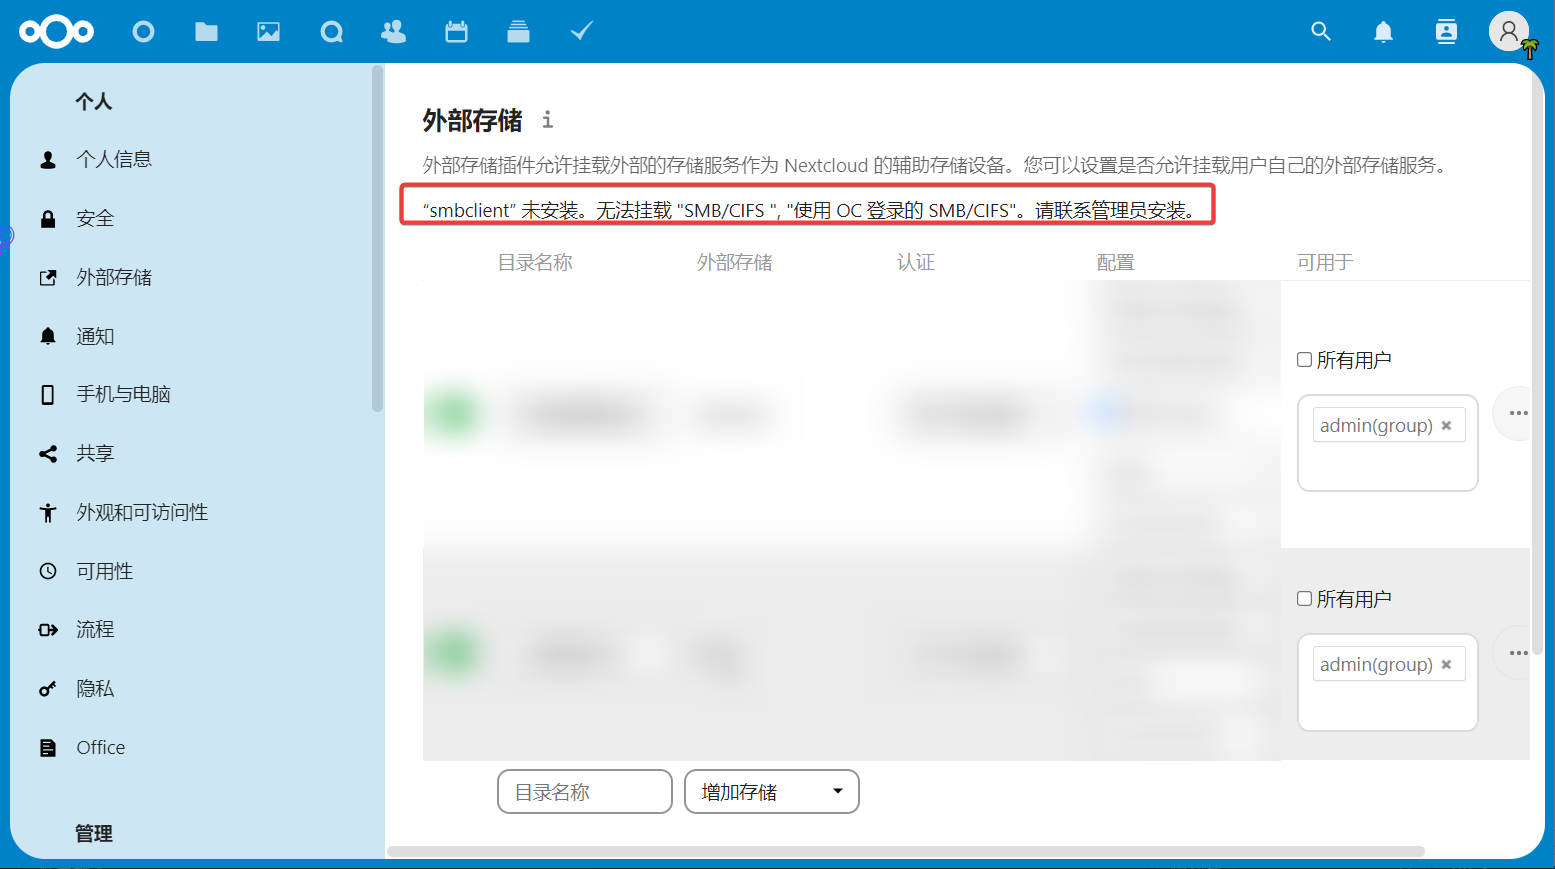 个人
个人信息
安全
外部存储
通知
手机与电脑
共享
外观和可访问性
可用性
流程
隐私
Office
管理
外部存储
外部存储插件允许挂载外部的存储服务作为 Nextcloud 的辅助存储设备。您可以设置是否允许挂载用户自己的外部存储服务。
“smbclient” 未安装。无法挂载 "SMB/CIFS ", "使用 OC 登录的 SMB/CIFS"。请联系管理员安装。
目录名称 外部存储 认证 配置 可用于
所有用户
admin(group)
所有用户
admin(group)
目录名称 增加存储